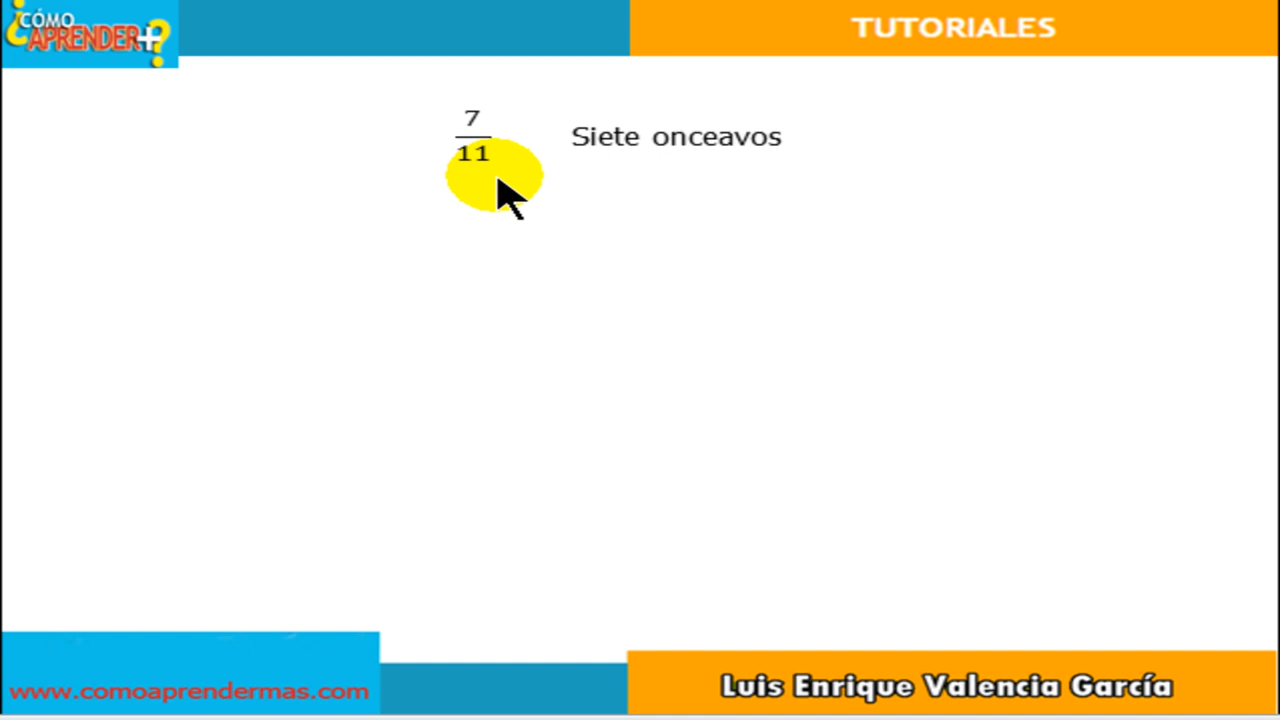 ¿CÓMO
APRENDER+?
TUTORIALES
7
11
Siete onceavos
www.comoaprendermas.com
Luis Enrique Valencia García